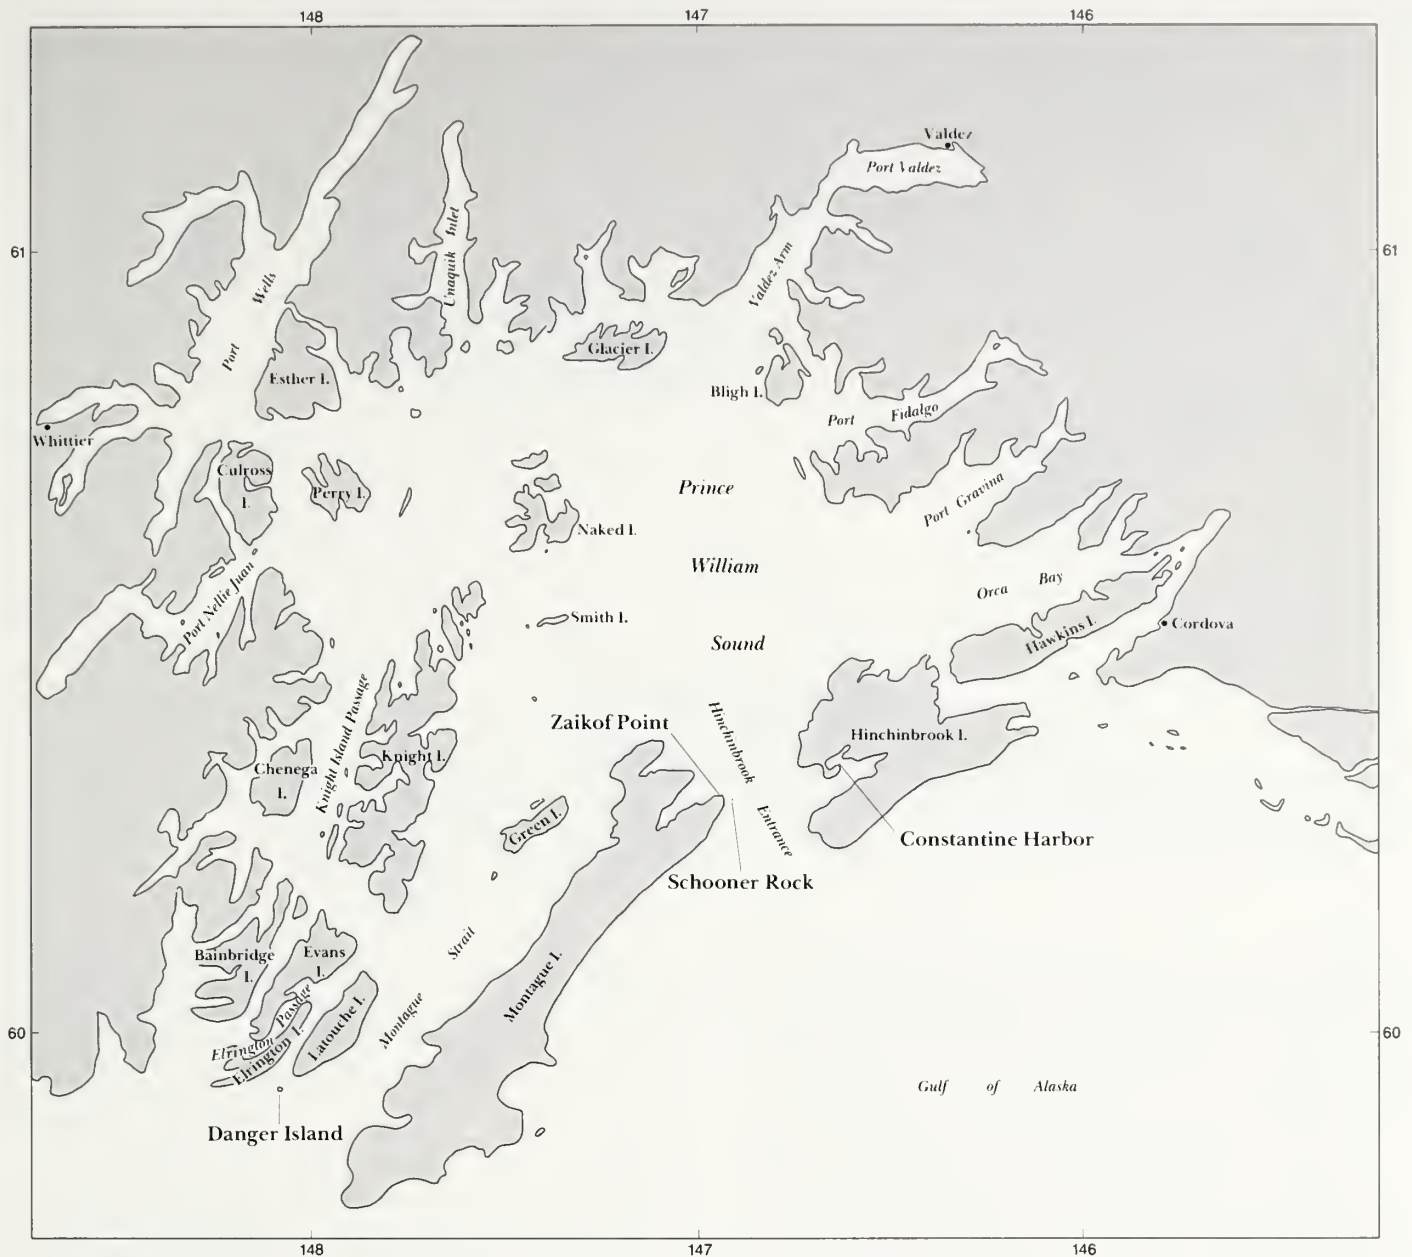 148 147 146
Valdez
Port Valdez
61 61
Unaquik Inlet
Valdez Arm
Port Wells
Glacier I.
Esther I.
Bligh I.
Port Fidalgo
Whittier
Culross
I.
Perry I.
Prince
Port Gravina
Naked I.
William
Orca Bay
Port Nellie Juan
Smith I.
Hawkins I.
Cordova
Sound
Knight Island Passage
Zaikof Point
Hinchinbrook Entrance
Hinchinbrook I.
Knight I.
Chenega
I.
Green I.
Constantine Harbor
Schooner Rock
Montague Strait
Bainbridge
I.
Evans
I.
Montague I.
Latouche I.
Elrington Passage
Elrington I.
60 60
Gulf of Alaska
Danger Island
148 147 146